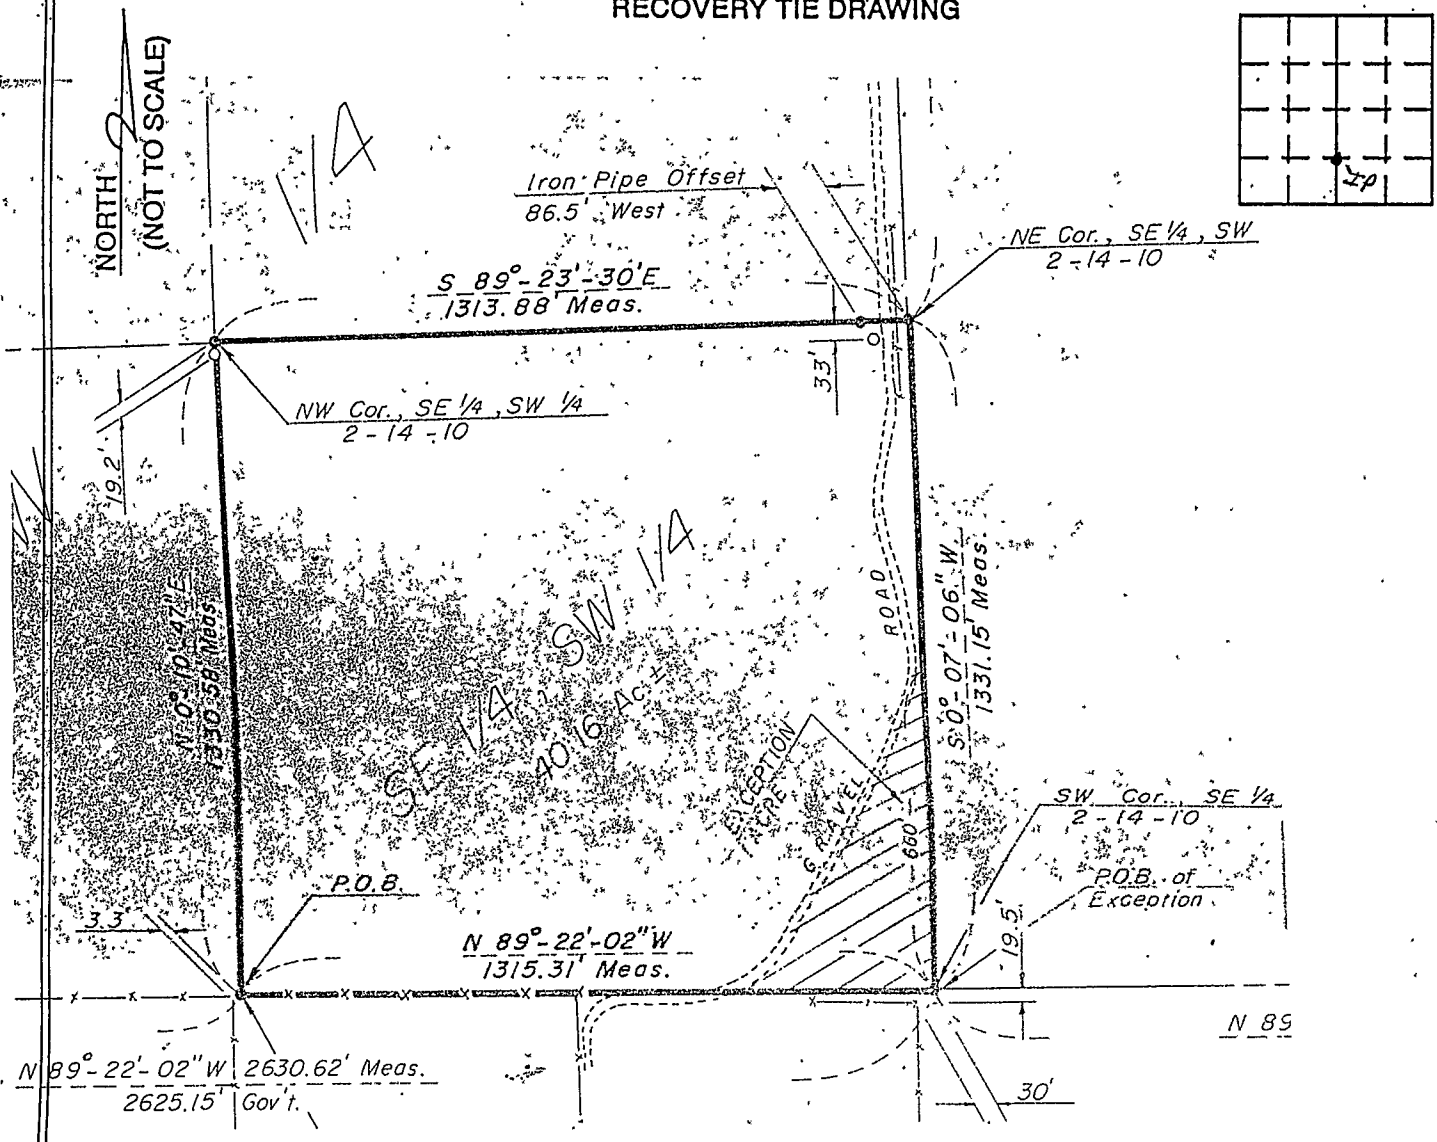 RECOVERY TIE DRAWING
NORTH
(NOT TO SCALE)
1/4
Iron Pipe Offset
86.5' West
IP
NE Cor., SE 1/4, SW
2-14-10
S 89°-23'-30"E
1313.88' Meas.
33'
NW Cor., SE 1/4, SW 1/4
2-14-10
19.2'
N 0°-10'-47"E
1330.58' Meas.
SE 1/4, SW 1/4
40.16 Ac ±
ROAD
S 0°-07'-06" W
1331.15' Meas.
EXCEPTION
ACRE
GRAVEL
660
SW Cor., SE 1/4
2-14-10
P.O.B. of
Exception
P.O.B.
3.3'
N 89°-22'-02"W
1315.31' Meas.
19.5'
N 89
N 89°-22'-02"W 2630.62' Meas.
2625.15' Gov't.
30'